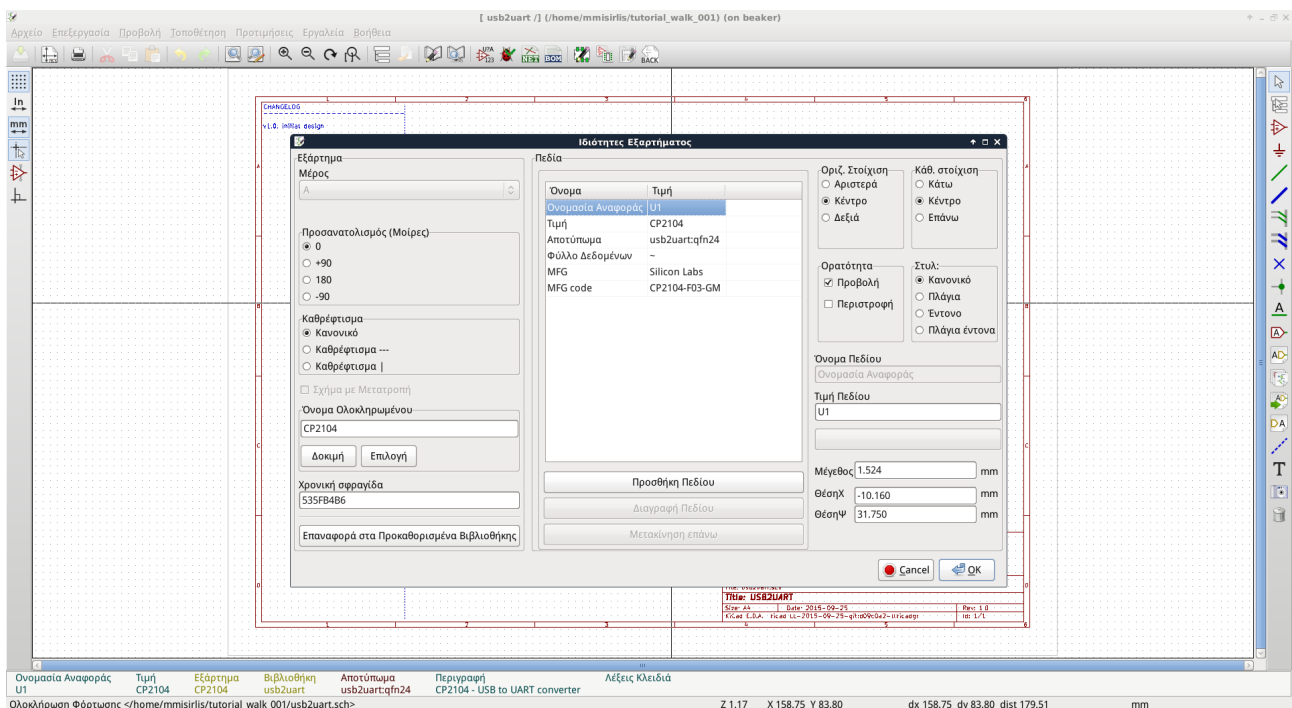 [ usb2uart /] (/home/mmisirlis/tutorial_walk_001) (on beaker)
Αρχείο Επεξεργασία Προβολή Τοποθέτηση Προτιμήσεις Εργαλεία Βοήθεια
In
mm
CHANGELOG
v1.0: initial design
Ιδιότητες Εξαρτήματος
Εξάρτημα
Μέρος
A
Προσανατολισμός (Μοίρες)
0
+90
180
-90
Καθρέφτισμα
Κανονικό
Καθρέφτισμα ---
Καθρέφτισμα |
Σχήμα με Μετατροπή
Όνομα Ολοκληρωμένου
CP2104
Δοκιμή Επιλογή
Χρονική σφραγίδα
535FB4B6
Επαναφορά στα Προκαθορισμένα Βιβλιοθήκης
Πεδία
Όνομα Τιμή
Ονομασία Αναφοράς U1
Τιμή CP2104
Αποτύπωμα usb2uart:qfn24
Φύλλο Δεδομένων ~
MFG Silicon Labs
MFG code CP2104-F03-GM
Προσθήκη Πεδίου
Διαγραφή Πεδίου
Μετακίνηση επάνω
Οριζ. Στοίχιση
Αριστερά
Κέντρο
Δεξιά
Κάθ. στοίχιση
Κάτω
Κέντρο
Επάνω
Ορατότητα
Προβολή
Περιστροφή
Στυλ:
Κανονικό
Πλάγια
Έντονο
Πλάγια έντονα
Όνομα Πεδίου
Ονομασία Αναφοράς
Τιμή Πεδίου
U1
Μέγεθος 1.524 mm
ΘέσηΧ -10.160 mm
ΘέσηΨ 31.750 mm
Cancel OK
Title: USB2UART
Size: A4 Date: 2015-09-25 Rev: 1.0
Id: 1/1
Ονομασία Αναφοράς Τιμή Εξάρτημα Βιβλιοθήκη Αποτύπωμα Περιγραφή Λέξεις Κλειδιά
U1 CP2104 CP2104 usb2uart usb2uart:qfn24 CP2104 - USB to UART converter
Ολοκλήρωση Φόρτωσης </home/mmisirlis/tutorial_walk_001/usb2uart.sch> Z 1.17 X 158.75 Y 83.80 dx 158.75 dy 83.80 dist 179.51 mm